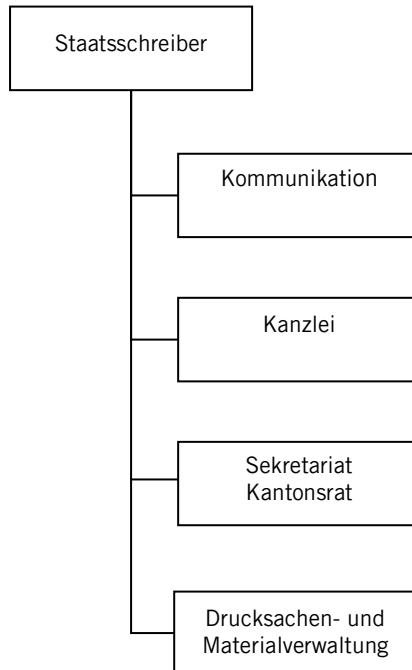 Staatsschreiber
Kommunikation
Kanzlei
Sekretariat
Kantonsrat
Drucksachen- und
Materialverwaltung